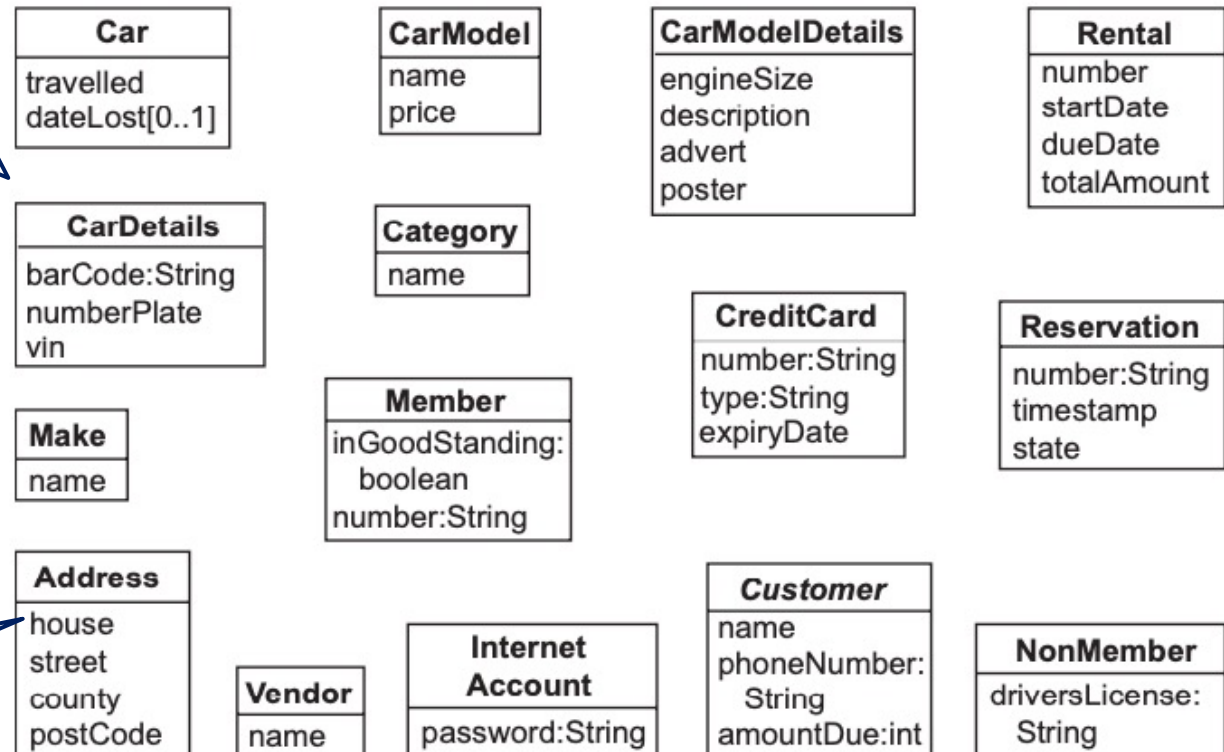 Car
travelled
dateLost[0..1]
CarModel
name
price
CarModelDetails
engineSize
description
advert
poster
Rental
number
startDate
dueDate
totalAmount
CarDetails
barCode:String
numberPlate
vin
Category
name
CreditCard
number:String
type:String
expiryDate
Reservation
number:String
timestamp
state
Make
name
Member
inGoodStanding:
boolean
number:String
Address
house
street
county
postCode
Vendor
name
Internet
Account
password:String
Customer
name
phoneNumber:
String
amountDue:int
NonMember
driversLicense:
String